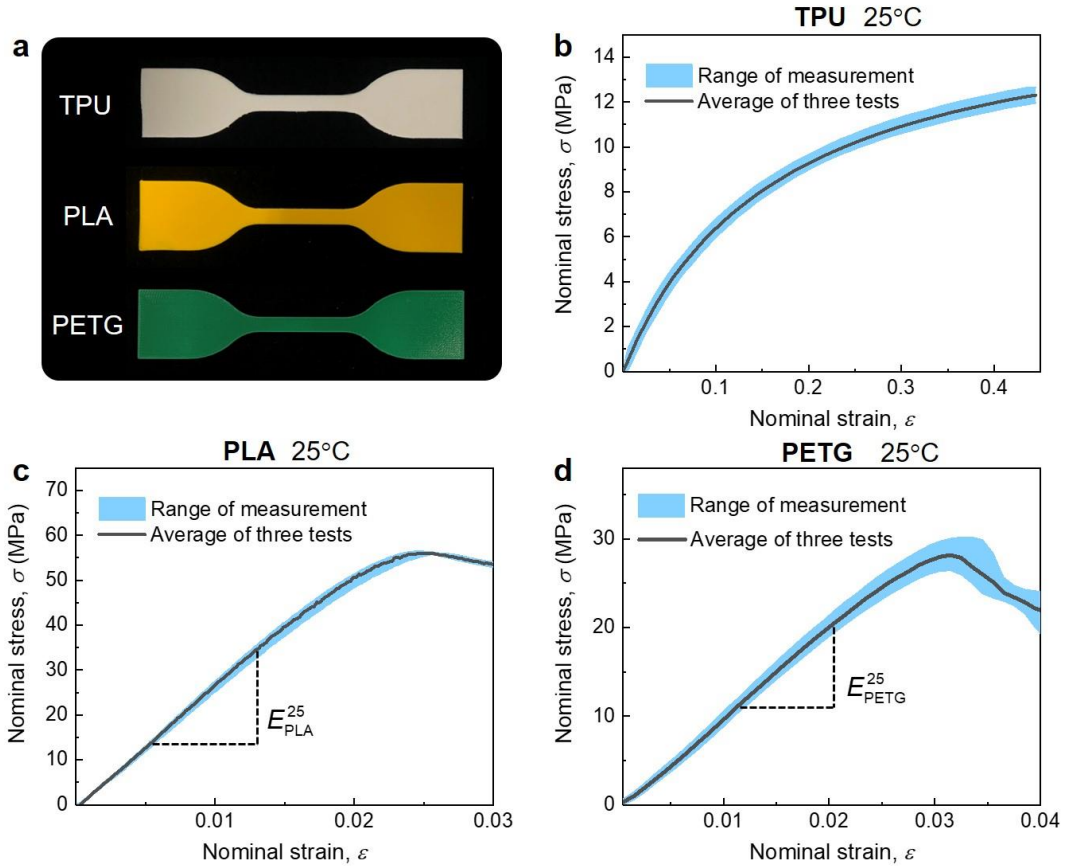 a
TPU
PLA
PETG
b
TPU 25°C
Range of measurement
Average of three tests
14
12
10
8
6
4
2
0
0.1
0.2
0.3
0.4
Nominal stress, σ (MPa)
Nominal strain, ε
c
PLA 25°C
Range of measurement
Average of three tests
70
60
50
40
30
20
10
0
0.01
0.02
0.03
E²⁵PLA
Nominal stress, σ (MPa)
Nominal strain, ε
d
PETG 25°C
Range of measurement
Average of three tests
30
20
10
0
0.01
0.02
0.03
0.04
E²⁵PETG
Nominal stress, σ (MPa)
Nominal strain, ε